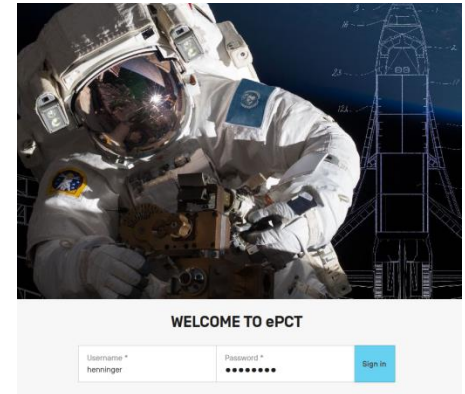 WELCOME TO ePCT
Username *
henninger
Password *
●●●●●●●●
Sign in